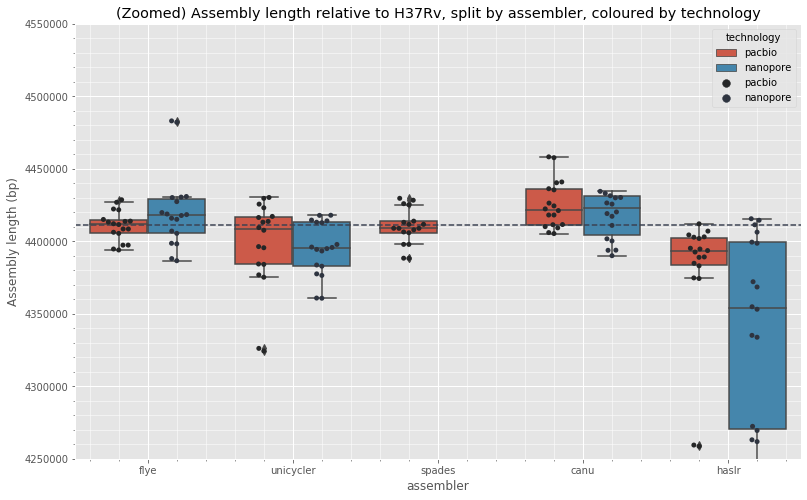 (Zoomed) Assembly length relative to H37Rv, split by assembler, coloured by technology
4550000
4500000
4450000
4400000
4350000
4300000
4250000
Assembly length (bp)
technology
pacbio
nanopore
pacbio
nanopore
flye unicycler spades canu haslr
assembler